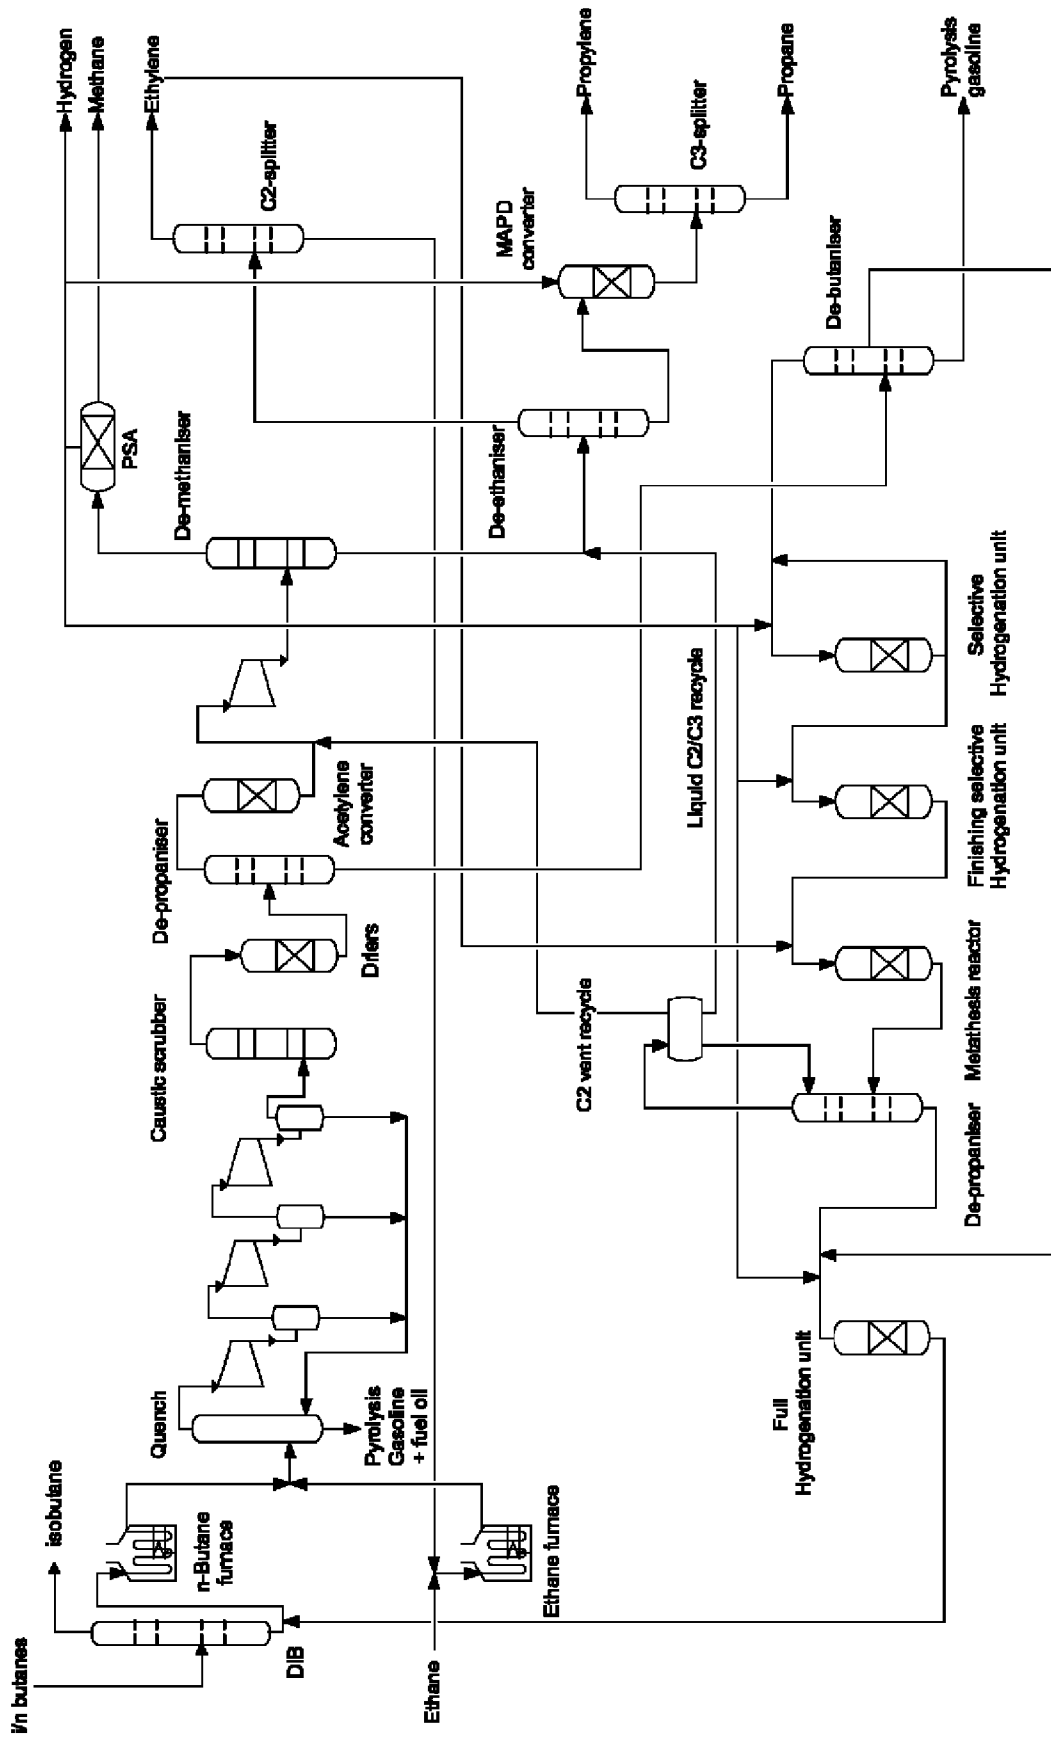 i/n butanes
isobutane
DIB
n-Butane
furnace
Ethane
Ethane furnace
Quench
Pyrolysis
Gasoline
+ fuel oil
Caustic scrubber
Driers
De-propaniser
Acetylene
converter
De-methaniser
PSA
Hydrogen
Methane
Ethylene
C2-splitter
De-ethaniser
MAPD
converter
C3-splitter
Propylene
Propane
De-butaniser
Pyrolysis
gasoline
C2 vent recycle
Liquid C2/C3 recycle
Full
Hydrogenation unit
De-propaniser
Metathesis reactor
Finishing selective
Hydrogenation unit
Selective
Hydrogenation unit